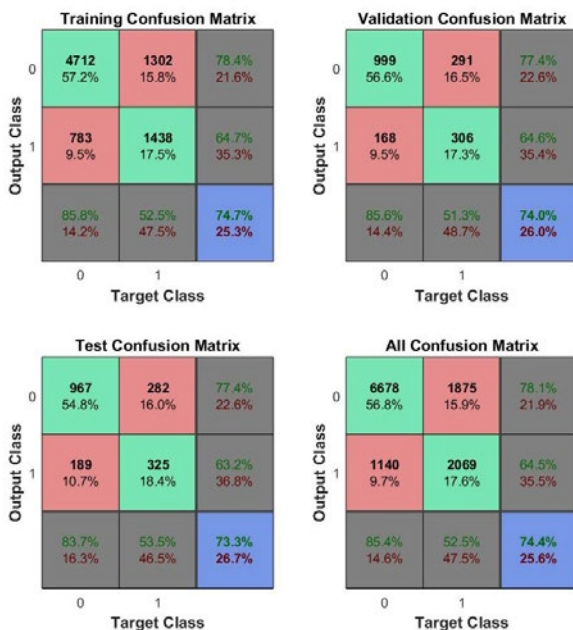 Training Confusion Matrix
0 4712 1302 78.4%
57.2% 15.8% 21.6%
1 783 1438 64.7%
9.5% 17.5% 35.3%
85.8% 52.5% 74.7%
14.2% 47.5% 25.3%
0 1
Target Class
Output Class
Validation Confusion Matrix
0 999 291 77.4%
56.6% 16.5% 22.6%
1 168 306 64.6%
9.5% 17.3% 35.4%
85.6% 51.3% 74.0%
14.4% 48.7% 26.0%
0 1
Target Class
Output Class
Test Confusion Matrix
0 967 282 77.4%
54.8% 16.0% 22.6%
1 189 325 63.2%
10.7% 18.4% 36.8%
83.7% 53.5% 73.3%
16.3% 46.5% 26.7%
0 1
Target Class
Output Class
All Confusion Matrix
0 6678 1875 78.1%
56.8% 15.9% 21.9%
1 1140 2069 64.5%
9.7% 17.6% 35.5%
85.4% 52.5% 74.4%
14.6% 47.5% 25.6%
0 1
Target Class
Output Class